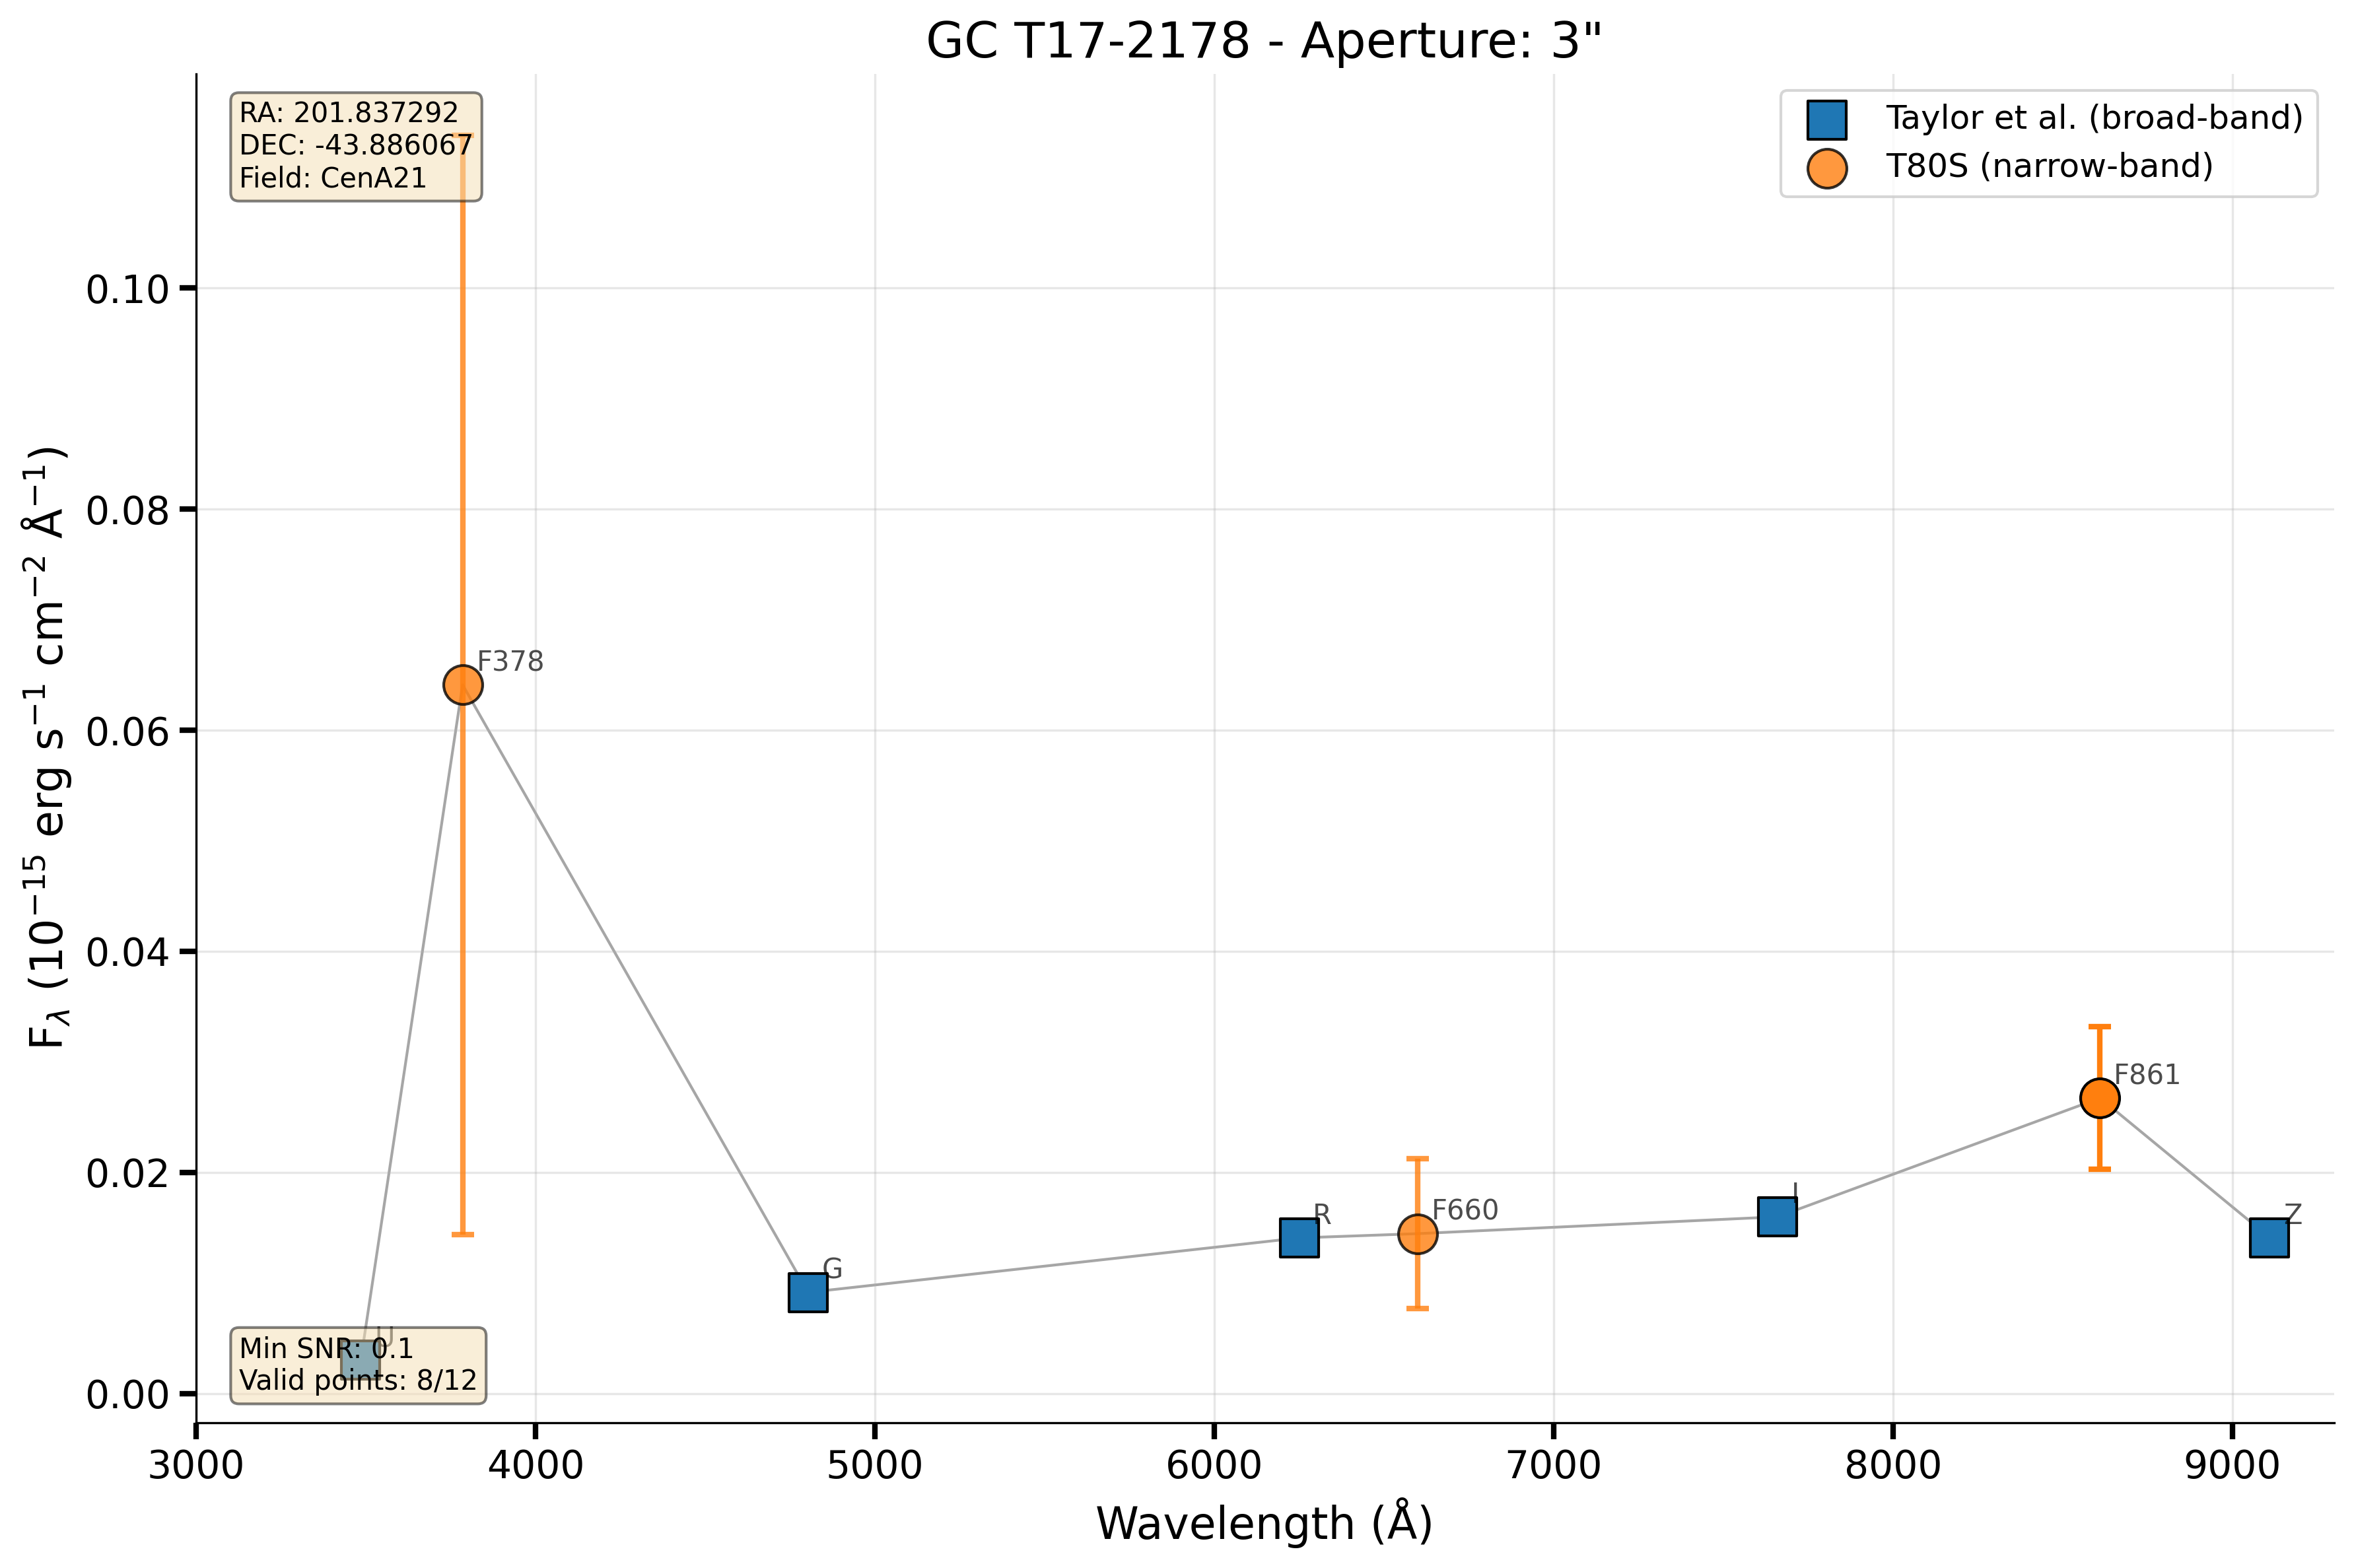 GC T17-2178 - Aperture: 3"
RA: 201.837292
DEC: -43.886067
Field: CenA21
Taylor et al. (broad-band)
T80S (narrow-band)
0.10
0.08
0.06
0.04
0.02
0.00
F_λ (10^−15 erg s^−1 cm^−2 Å^−1)
F378
F861
F660
I
R
Z
G
U
Min SNR: 0.1
Valid points: 8/12
3000 4000 5000 6000 7000 8000 9000
Wavelength (Å)